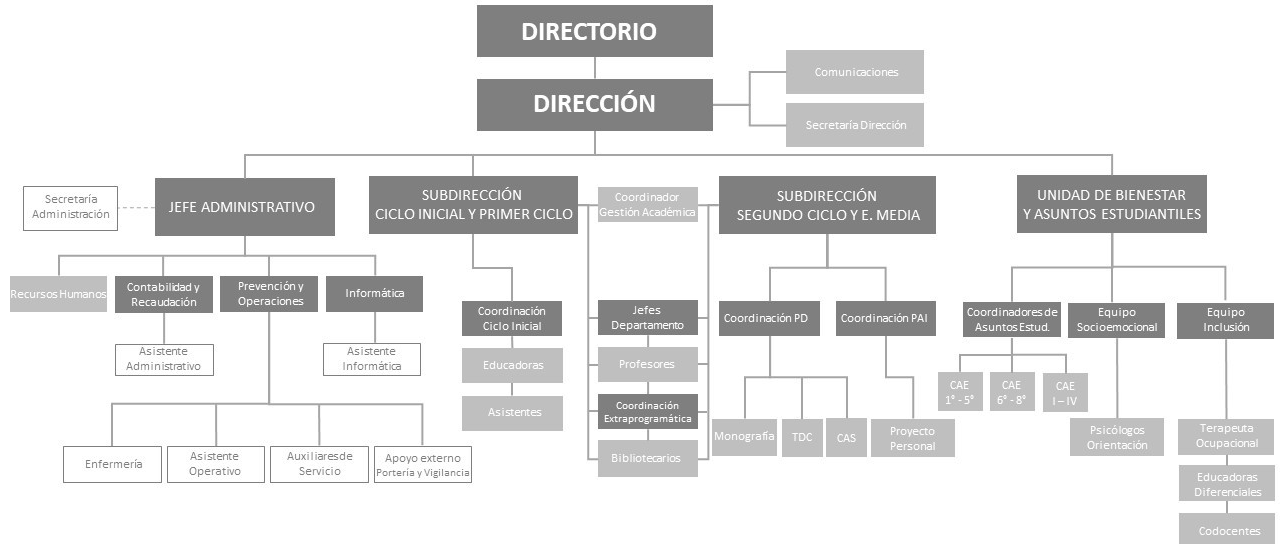 DIRECTORIO
DIRECCIÓN
Comunicaciones
Secretaría Dirección
Secretaría
Administración
JEFE ADMINISTRATIVO
SUBDIRECCIÓN
CICLO INICIAL Y PRIMER CICLO
Coordinador
Gestión Académica
SUBDIRECCIÓN
SEGUNDO CICLO Y E. MEDIA
UNIDAD DE BIENESTAR
Y ASUNTOS ESTUDIANTILES
Recursos Humanos
Contabilidad y
Recaudación
Prevención y
Operaciones
Informática
Asistente
Administrativo
Asistente
Informática
Enfermería
Asistente
Operativo
Auxiliares de
Servicio
Apoyo externo
Portería y Vigilancia
Coordinación
Ciclo Inicial
Educadoras
Asistentes
Jefes
Departamento
Profesores
Coordinación
Extraprogramática
Bibliotecarios
Coordinación PD
Coordinación PAI
Monografía
TDC
CAS
Proyecto
Personal
Coordinadores de
Asuntos Estud.
Equipo
Socioemocional
Equipo
Inclusión
CAE
1° - 5°
CAE
6° - 8°
CAE
I – IV
Psicólogos
Orientación
Terapeuta
Ocupacional
Educadoras
Diferenciales
Codocentes